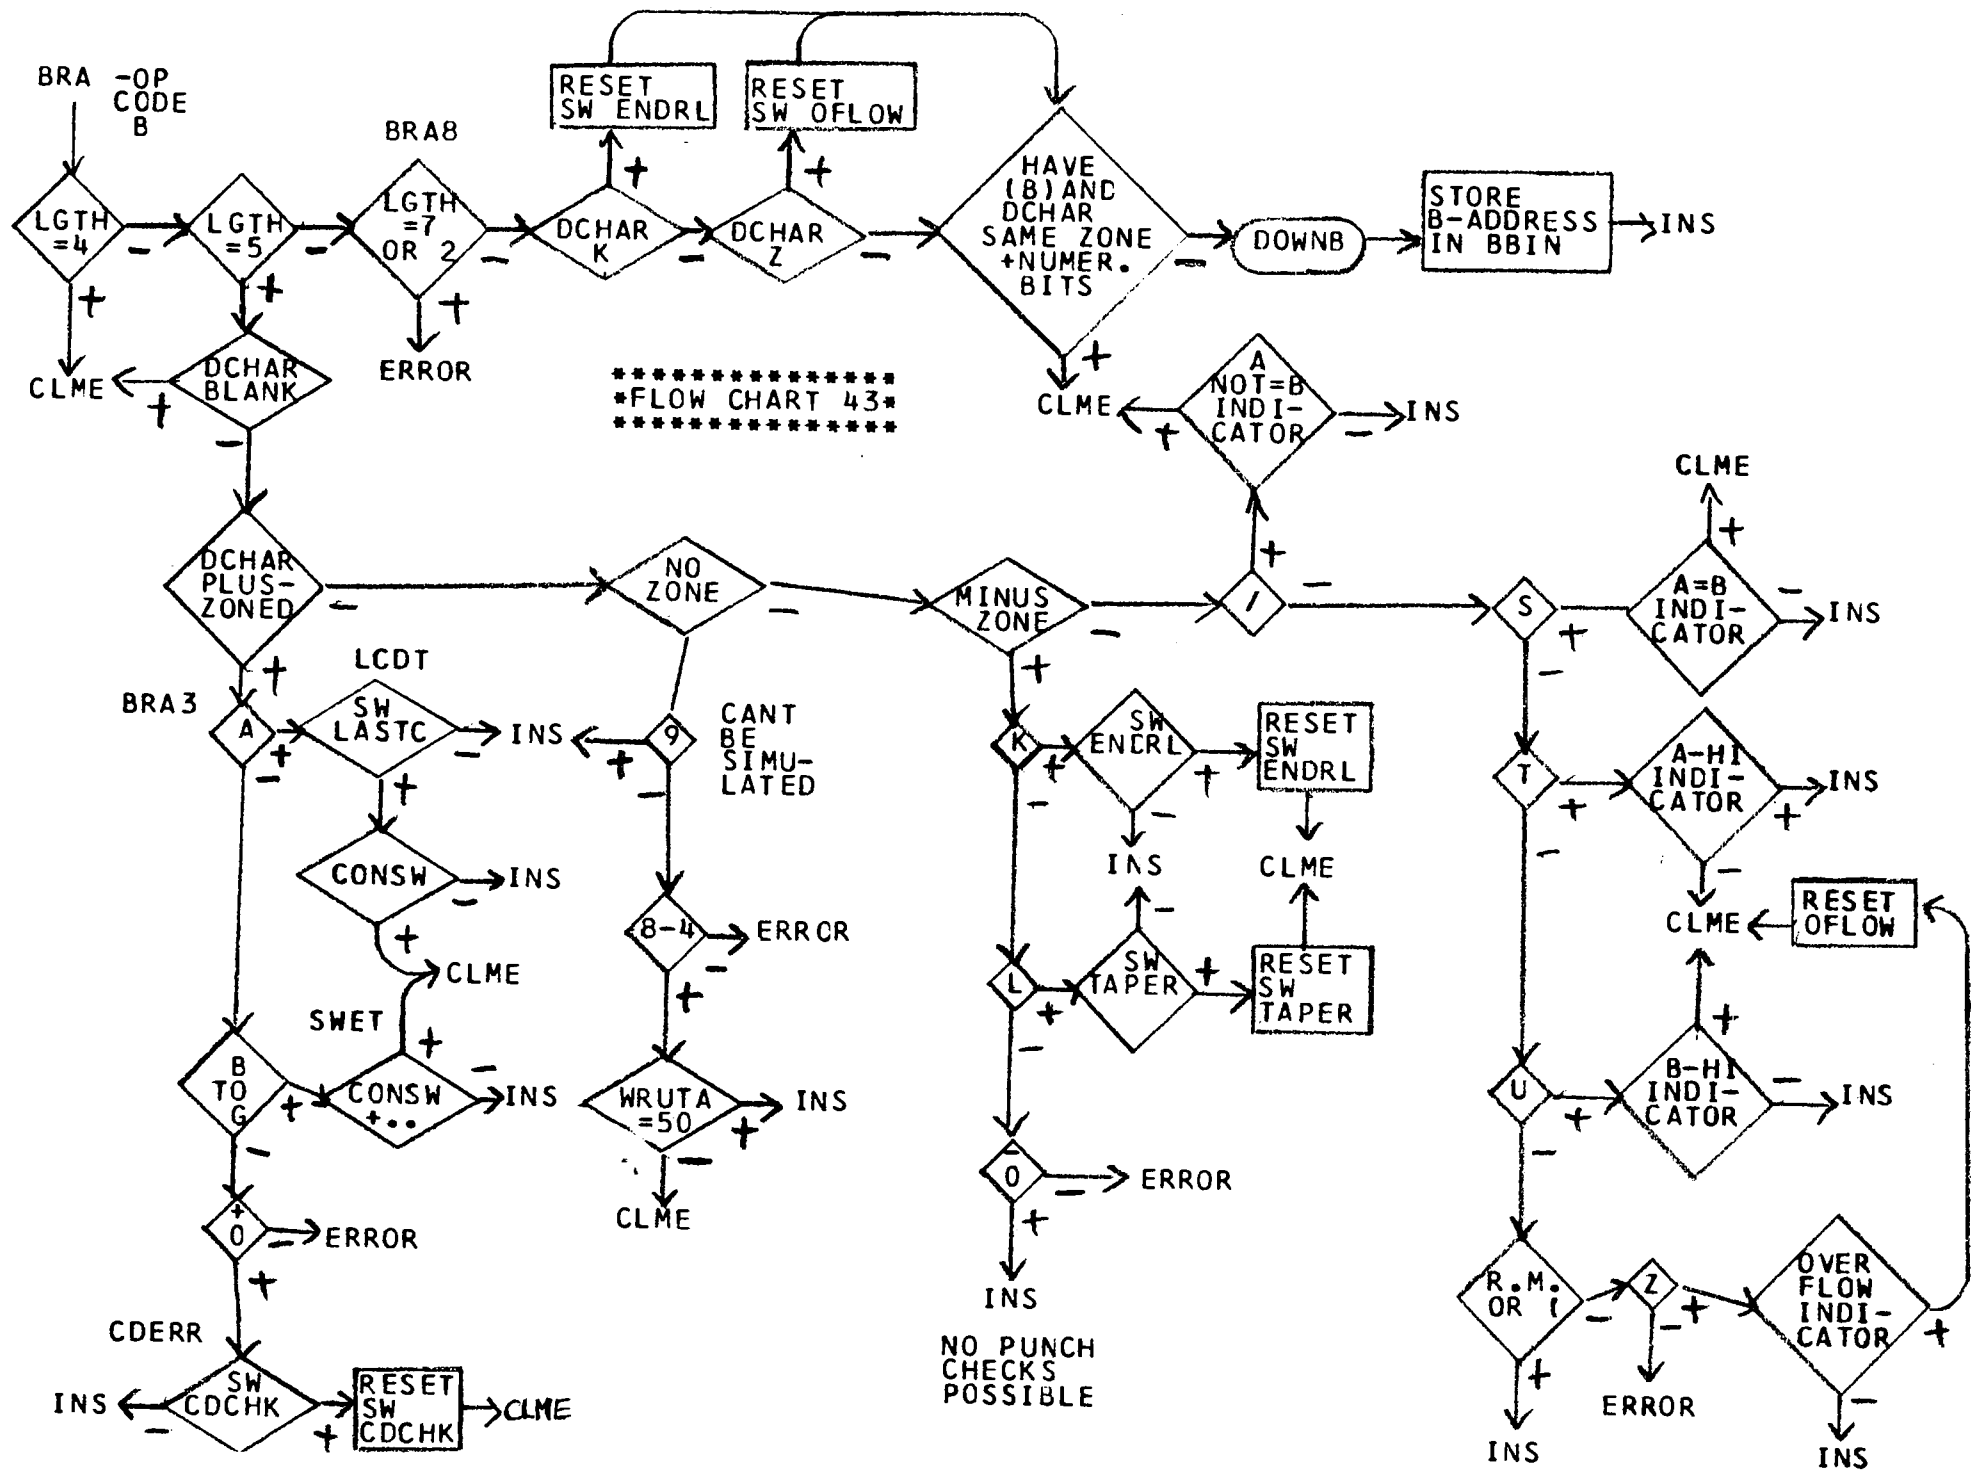 BRA -OP
CODE
B
BRA8
RESET
SW ENDRL
RESET
SW OFLOW
LGTH
=4
LGTH
=5
LGTH
=7
OR 2
DCHAR
K
DCHAR
Z
HAVE
(B)AND
DCHAR
SAME ZONE
+NUMER.
BITS
DOWNB
STORE
B-ADDRESS
IN BBIN
INS
+
-
+
-
+
-
+
-
+
-
+
-
CLME
DCHAR
BLANK
+
-
ERROR
***************
*FLOW CHART 43*
***************
CLME
A
NOT=B
INDI-
CATOR
+
-
INS
DCHAR
PLUS-
ZONED
-
+
NO
ZONE
-
MINUS
ZONE
-
+
/
+
-
S
+
-
CLME
+
A=B
INDI-
CATOR
-
INS
BRA3
A
+
-
LCDT
SW
LASTC
-
+
INS
CONSW
-
+
INS
CLME
9
+
-
CANT
BE
SIMU-
LATED
8-4
-
+
ERROR
WRUTA
=50
+
-
INS
CLME
SWET
B
TO
G
+
-
CONSW
+..
+
-
INS
+
0
-
+
ERROR
CDERR
SW
CDCHK
-
+
INS
RESET
SW
CDCHK
CLME
K
+
-
SW
ENDRL
+
-
RESET
SW
ENDRL
INS
CLME
L
+
-
SW
TAPER
-
+
RESET
SW
TAPER
-
0
-
+
ERROR
INS
NO PUNCH
CHECKS
POSSIBLE
T
+
-
A-HI
INDI-
CATOR
+
-
INS
CLME
RESET
OFLOW
U
+
-
B-HI
INDI-
CATOR
+
-
INS
R.M.
OR
-
+
INS
Z
+
-
ERROR
OVER
FLOW
INDI-
CATOR
+
-
INS